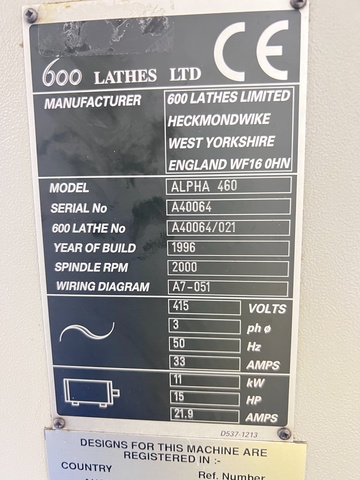 600 LATHES LTD CE
MANUFACTURER 600 LATHES LIMITED
HECKMONDWIKE
WEST YORKSHIRE
ENGLAND WF16 0HN
MODEL ALPHA 460
SERIAL No A40064
600 LATHE No A40064/021
YEAR OF BUILD 1996
SPINDLE RPM 2000
WIRING DIAGRAM A7-051
415 VOLTS
3 ph ø
50 Hz
33 AMPS
11 kW
15 HP
21.9 AMPS
D537-1213
DESIGNS FOR THIS MACHINE ARE
REGISTERED IN :-
COUNTRY Ref. Number